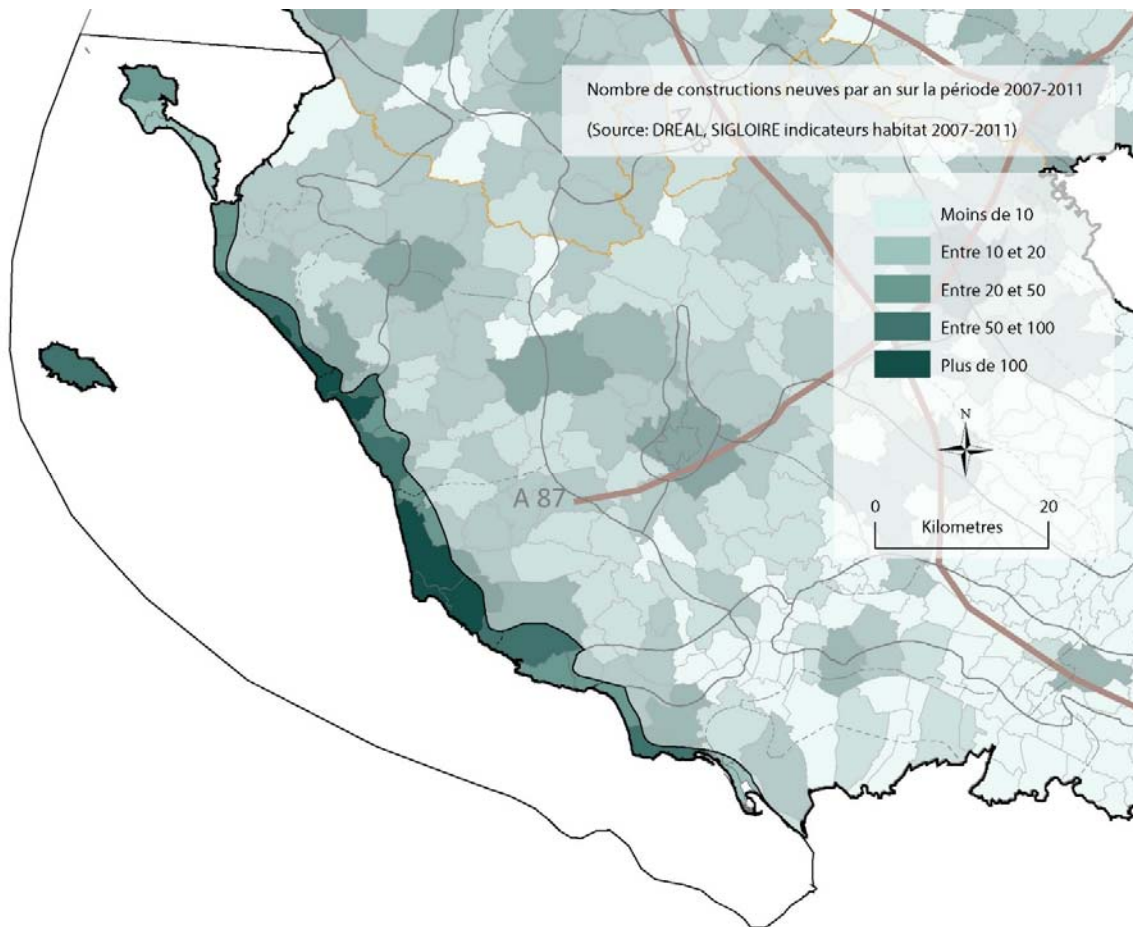 Nombre de constructions neuves par an sur la période 2007-2011
(Source: DREAL, SIGLOIRE indicateurs habitat 2007-2011)
Moins de 10
Entre 10 et 20
Entre 20 et 50
Entre 50 et 100
Plus de 100
N
0 20
Kilometres
A 87